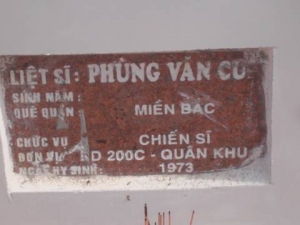 LIỆT SĨ: PHÙNG VĂN CU
SINH NĂM:
QUÊ QUÁN: MIỀN BẮC
CHỨC VỤ CHIẾN SĨ
ĐƠN VỊ D 200C - QUÂN KHU
NGÀY HY SINH: 1973